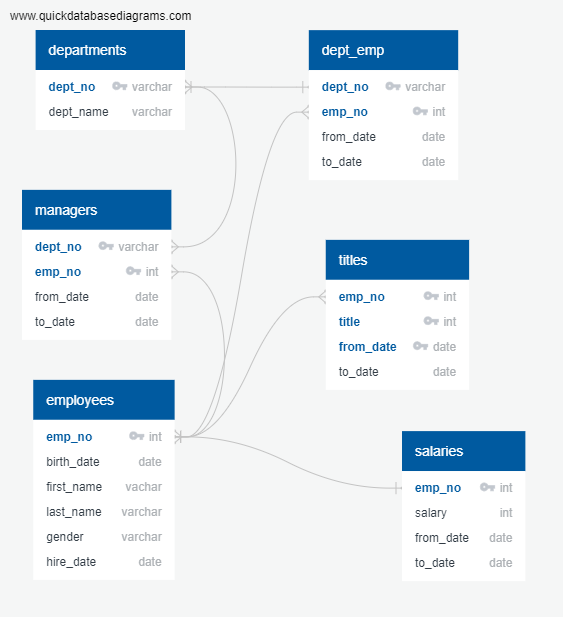 www.quickdatabasediagrams.com
departments
dept_no varchar
dept_name varchar
dept_emp
dept_no varchar
emp_no int
from_date date
to_date date
managers
dept_no varchar
emp_no int
from_date date
to_date date
titles
emp_no int
title int
from_date date
to_date date
employees
emp_no int
birth_date date
first_name vachar
last_name varchar
gender varchar
hire_date date
salaries
emp_no int
salary int
from_date date
to_date date